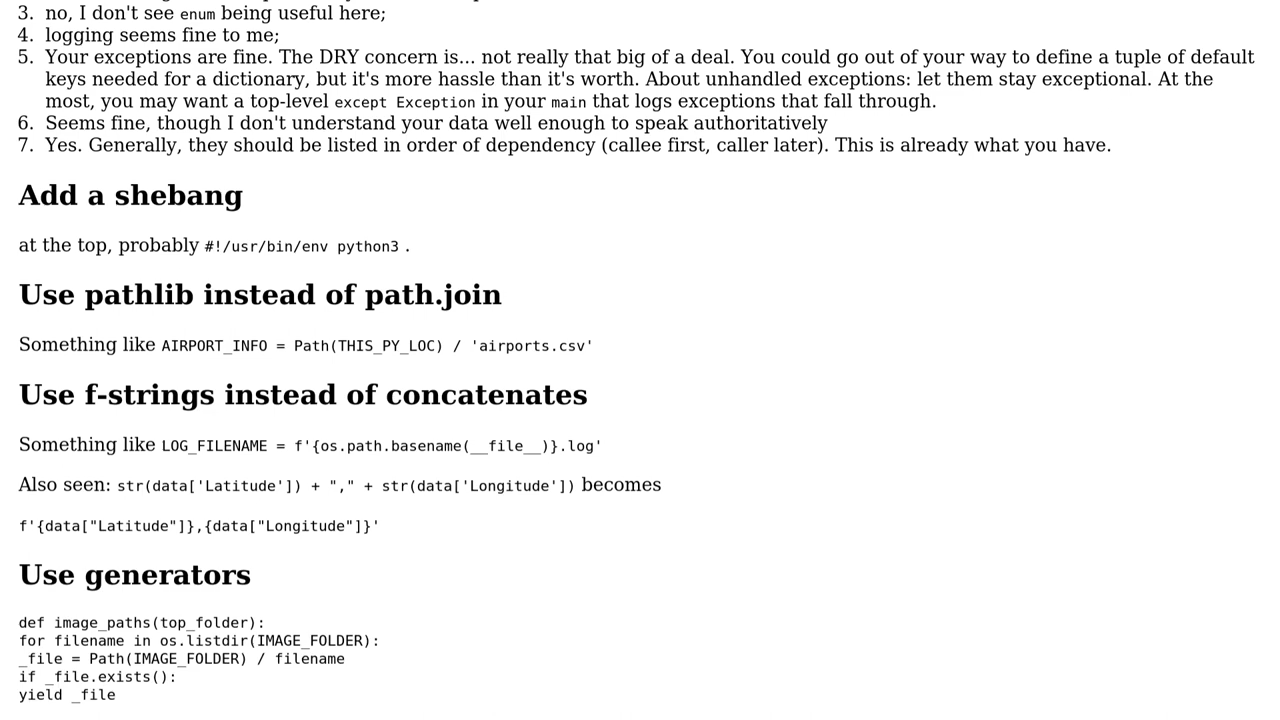 3. no, I don't see enum being useful here;
4. logging seems fine to me;
5. Your exceptions are fine. The DRY concern is... not really that big of a deal. You could go out of your way to define a tuple of default
keys needed for a dictionary, but it's more hassle than it's worth. About unhandled exceptions: let them stay exceptional. At the
most, you may want a top-level except Exception in your main that logs exceptions that fall through.
6. Seems fine, though I don't understand your data well enough to speak authoritatively
7. Yes. Generally, they should be listed in order of dependency (callee first, caller later). This is already what you have.
Add a shebang
at the top, probably #!/usr/bin/env python3 .
Use pathlib instead of path.join
Something like AIRPORT_INFO = Path(THIS_PY_LOC) / 'airports.csv'
Use f-strings instead of concatenates
Something like LOG_FILENAME = f'{os.path.basename(__file__)}.log'
Also seen: str(data['Latitude']) + "," + str(data['Longitude']) becomes
f'{data["Latitude"]},{data["Longitude"]}'
Use generators
def image_paths(top_folder):
for filename in os.listdir(IMAGE_FOLDER):
_file = Path(IMAGE_FOLDER) / filename
if _file.exists():
yield _file